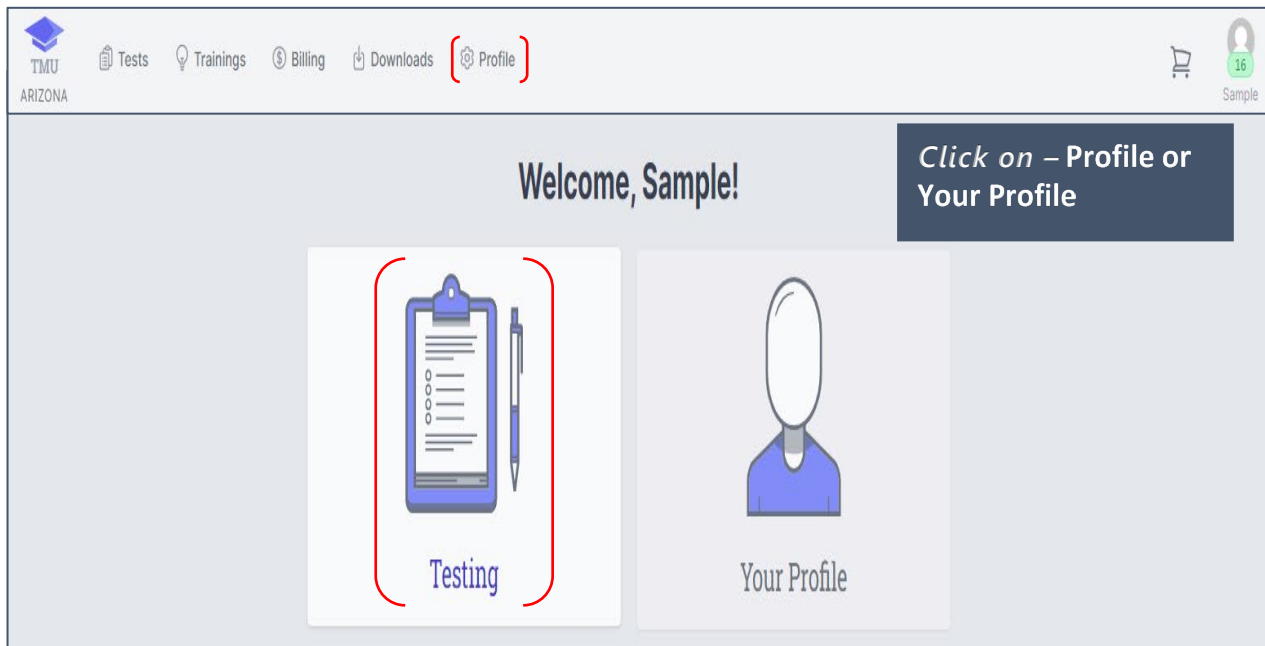 TMU
ARIZONA
Tests
Trainings
Billing
Downloads
Profile
16
Sample
Click on – Profile or
Your Profile
Welcome, Sample!
Testing
Your Profile